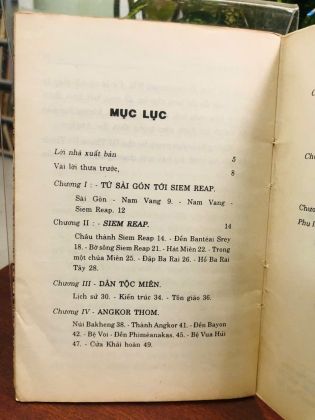 MỤC LỤC
Lời nhà xuất bản 5
Vài lời thưa trước, 8
Chương I : - TỪ SÀI GÒN TỚI SIEM REAP.
Sài Gòn - Nam Vang 9. - Nam Vang -
Siem Reap. 12
Chương II : - SIEM REAP. 14
Châu thành Siem Reap 14. - Đền Bantéai Srey
18. - Bờ sông Siem Reap 21. - Hát Miên 22. - Trong
một chùa Miên 25. - Đập Ba Rai 26. - Hồ Ba Rai
Tây 28.
Chương III - DÂN TỘC MIÊN.
Lịch sử 30. - Kiến trúc 34. - Tôn giáo 36.
Chương IV - ANGKOR THOM.
Núi Bakheng 38. - Thành Angkor 41. - Đền Bayon
42. - Bệ Voi - Đền Phiméanakas. 45. - Bệ Vua Hủi
47. - Cửa Khải hoàn 49.
Ch
C
Chươ
Phụ l